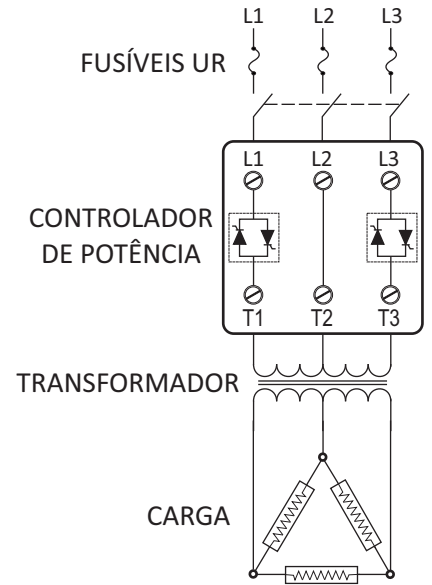 L1 L2 L3
FUSÍVEIS UR
L1 L2 L3
CONTROLADOR
DE POTÊNCIA
T1 T2 T3
TRANSFORMADOR
CARGA